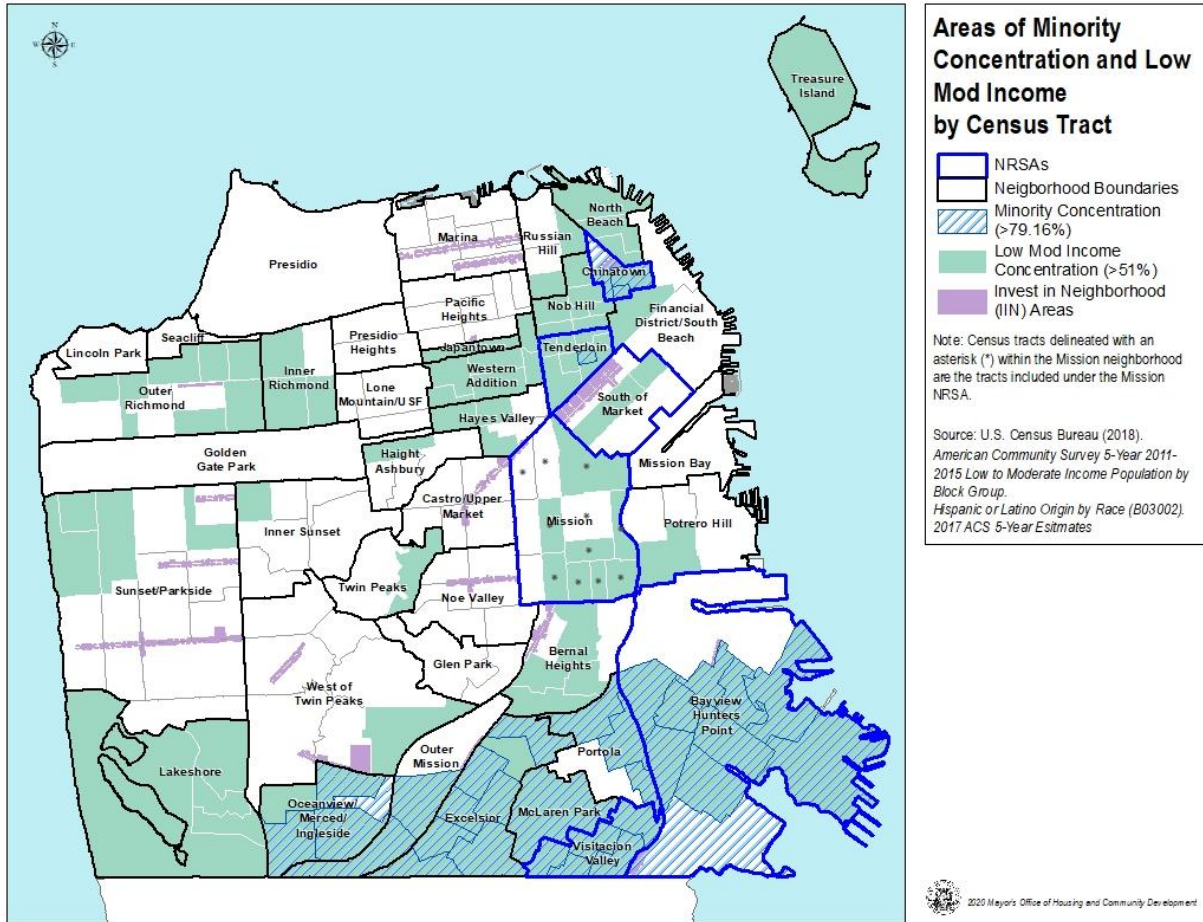 N
W
E
S
Treasure
Island
North
Beach
Marina
Russian
Hill
Presidio
Chinatown
Pacific
Heights
Nob Hill
Financial
District/South
Beach
Seacliff
Lincoln Park
Presidio
Heights
Japantown
Tenderloin
Inner
Richmond
Western
Addition
Outer
Richmond
Lone
Mountain/USF
South of
Market
Hayes Valley
Golden
Gate Park
Haight
Ashbury
Mission Bay
Castro/Upper
Market
Mission
Inner Sunset
Potrero Hill
Sunset/Parkside
Twin Peaks
Noe Valley
Glen Park
Bernal
Heights
West of
Twin Peaks
Bayview
Hunters
Point
Outer
Mission
Portola
Lakeshore
Oceanview/
Merced/
Ingleside
Excelsior
McLaren Park
Visitacion
Valley
Areas of Minority
Concentration and Low
Mod Income
by Census Tract
NRSAs
Neigborhood Boundaries
Minority Concentration
(>79.16%)
Low Mod Income
Concentration (>51%)
Invest in Neighborhood
(IIN) Areas
Note: Census tracts delineated with an
asterisk (*) within the Mission neighborhood
are the tracts included under the Mission
NRSA.
Source: U.S. Census Bureau (2018).
American Community Survey 5-Year 2011-
2015 Low to Moderate Income Population by
Block Group.
Hispanic or Latino Origin by Race (B03002).
2017 ACS 5-Year Esitmates
2020 Mayor's Office of Housing and Community Development